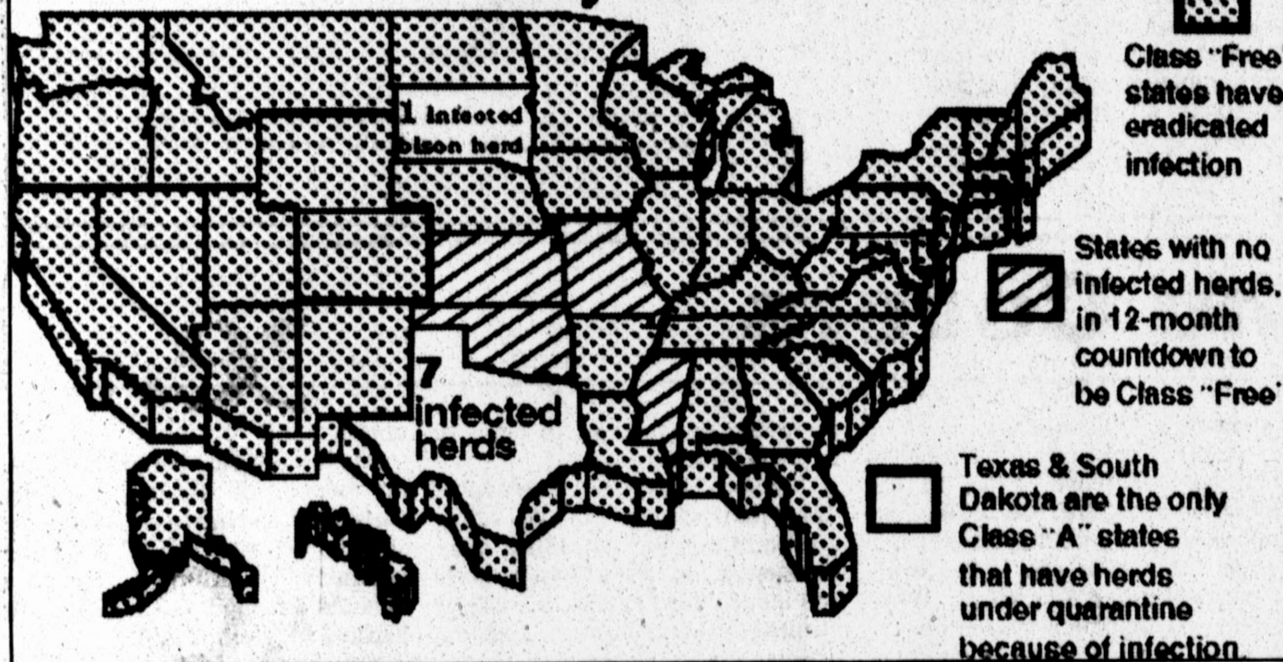 1 Infected
bison herd
7
infected
herds
Class "Free
states have
eradicated
infection
States with no
infected herds.
in 12-month
countdown to
be Class "Free"
Texas & South
Dakota are the only
Class "A" states
that have herds
under quarantine
because of infection.